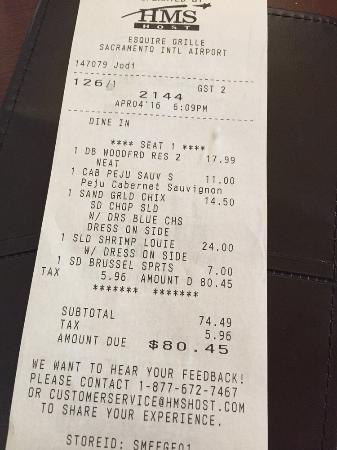 OPERATED BY
HMS
HOST
ESQUIRE GRILLE
SACRAMENTO INTL AIRPORT
147079 Jodi
126/1 GST 2
2144
APR04'16 6:09PM
DINE IN
**** SEAT 1 ****
1 DB WOODFRD RES 2 17.99
NEAT
1 CAB PEJU SAUV S 11.00
Peju Cabernet Sauvignon
1 SAND GRLD CHIX 14.50
SD CHOP SLD
W/ DRS BLUE CHS
DRESS ON SIDE
1 SLD SHRIMP LOUIE 24.00
W/ DRESS ON SIDE
1 SD BRUSSEL SPRTS 7.00
TAX 5.96 AMOUNT D 80.45
******* *******
SUBTOTAL 74.49
TAX 5.96
AMOUNT DUE $80.45
WE WANT TO HEAR YOUR FEEDBACK!
PLEASE CONTACT 1-877-672-7467
OR CUSTOMERSERVICE@HMSHOST.COM
TO SHARE YOUR EXPERIENCE.
STOREID: SMFEGE01